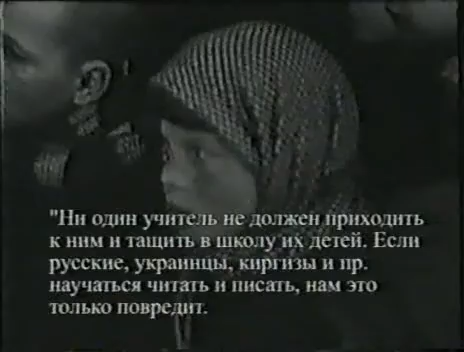 "Ни один учитель не должен приходить
к ним и тащить в школу их детей. Если
русские, украинцы, киргизы и пр.
научаться читать и писать, нам это
только повредит.